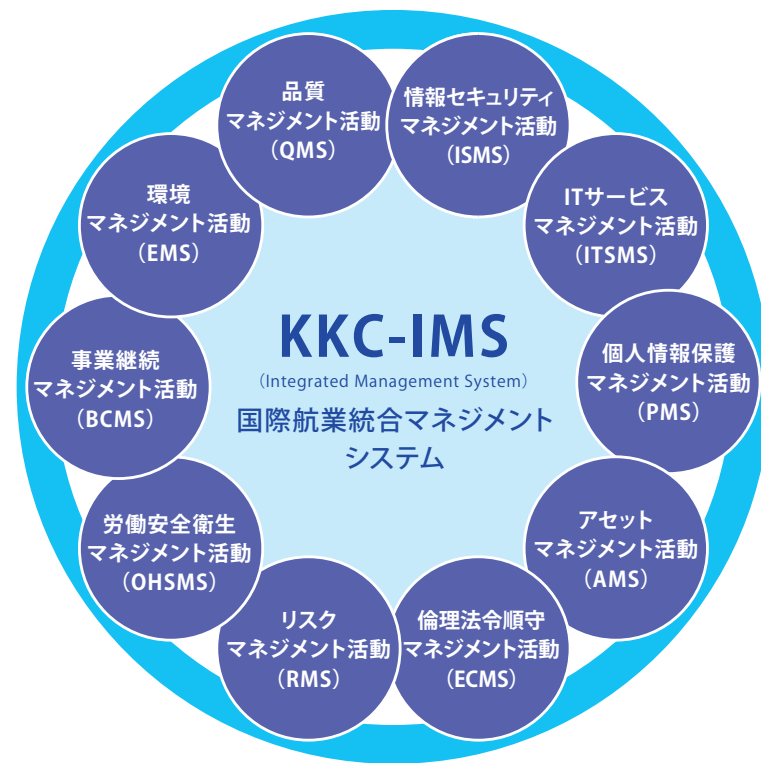 品質
マネジメント活動
（QMS）
情報セキュリティ
マネジメント活動
（ISMS）
ITサービス
マネジメント活動
（ITSMS）
個人情報保護
マネジメント活動
（PMS）
アセット
マネジメント活動
（AMS）
倫理法令順守
マネジメント活動
（ECMS）
リスク
マネジメント活動
（RMS）
労働安全衛生
マネジメント活動
（OHSMS）
事業継続
マネジメント活動
（BCMS）
環境
マネジメント活動
（EMS）
KKC-IMS
（Integrated Management System）
国際航業統合マネジメント
システム